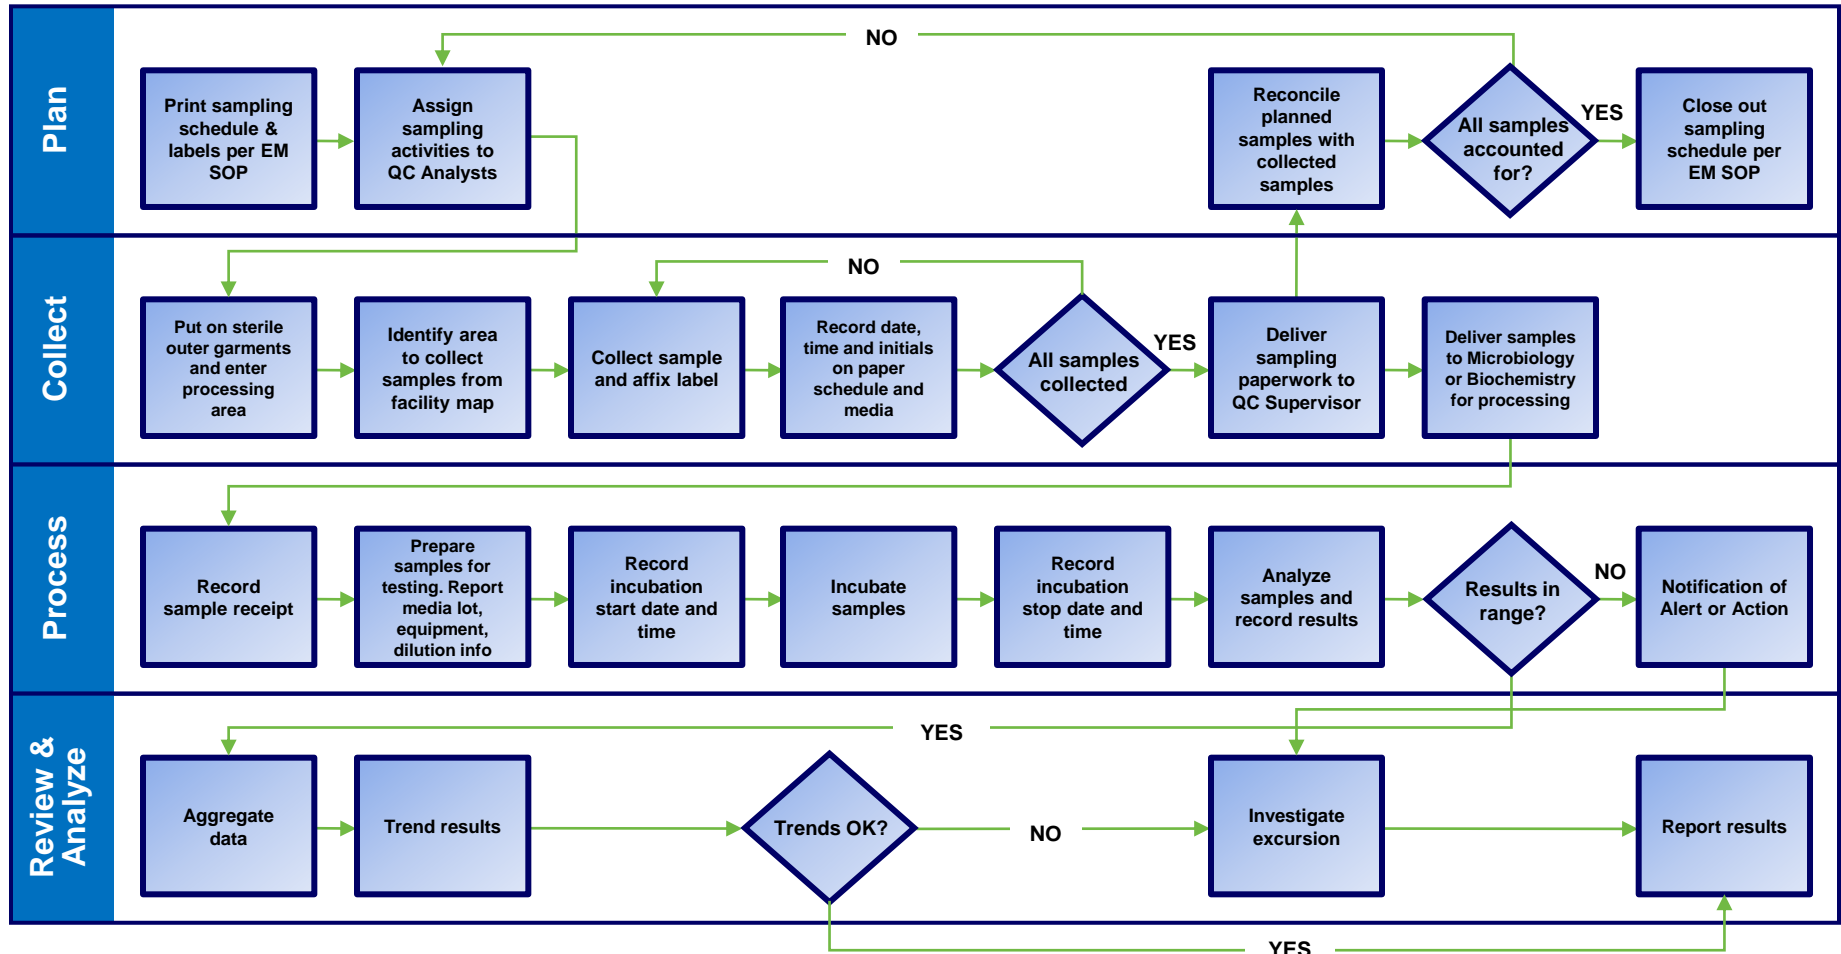 Plan
NO
Print sampling
schedule &
labels per EM
SOP
Assign
sampling
activities to
QC Analysts
Reconcile
planned
samples with
collected
samples
All samples
accounted
for?
YES
Close out
sampling
schedule per
EM SOP
Collect
NO
Put on sterile
outer garments
and enter
processing
area
Identify area
to collect
samples from
facility map
Collect sample
and affix label
Record date,
time and initials
on paper
schedule and
media
All samples
collected
YES
Deliver
sampling
paperwork to
QC Supervisor
Deliver samples
to Microbiology
or Biochemistry
for processing
Process
Record
sample receipt
Prepare
samples for
testing. Report
media lot,
equipment,
dilution info
Record
incubation
start date and
time
Incubate
samples
Record
incubation
stop date and
time
Analyze
samples and
record results
Results in
range?
NO
Notification of
Alert or Action
Review &
Analyze
YES
Aggregate
data
Trend results
Trends OK?
NO
Investigate
excursion
Report results
YES